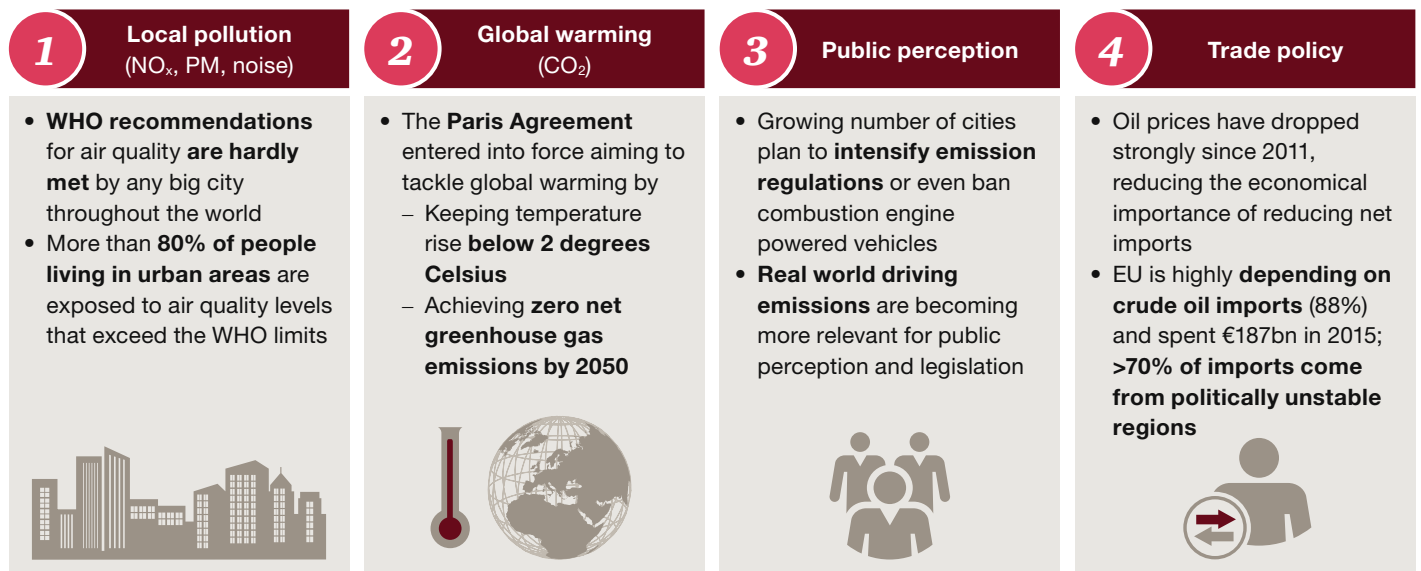 1
Local pollution
(NOₓ, PM, noise)
• WHO recommendations
for air quality are hardly
met by any big city
throughout the world
• More than 80% of people
living in urban areas are
exposed to air quality levels
that exceed the WHO limits
2
Global warming
(CO₂)
• The Paris Agreement
entered into force aiming to
tackle global warming by
– Keeping temperature
rise below 2 degrees
Celsius
– Achieving zero net
greenhouse gas
emissions by 2050
3
Public perception
• Growing number of cities
plan to intensify emission
regulations or even ban
combustion engine
powered vehicles
• Real world driving
emissions are becoming
more relevant for public
perception and legislation
4
Trade policy
• Oil prices have dropped
strongly since 2011,
reducing the economical
importance of reducing net
imports
• EU is highly depending on
crude oil imports (88%)
and spent €187bn in 2015;
>70% of imports come
from politically unstable
regions